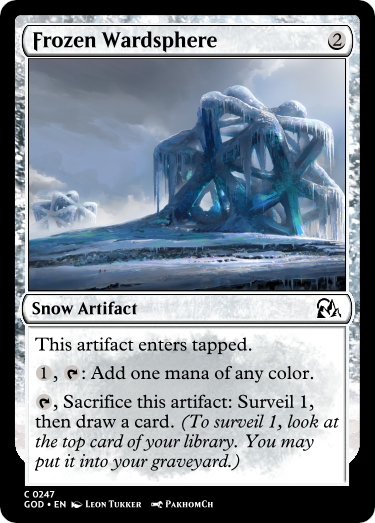 Frozen Wardsphere 2
Snow Artifact
This artifact enters tapped.
1, : Add one mana of any color.
, Sacrifice this artifact: Surveil 1,
then draw a card. (To surveil 1, look at
the top card of your library. You may
put it into your graveyard.)
C 0247
GOD • EN Leon Tukker PakhomCh